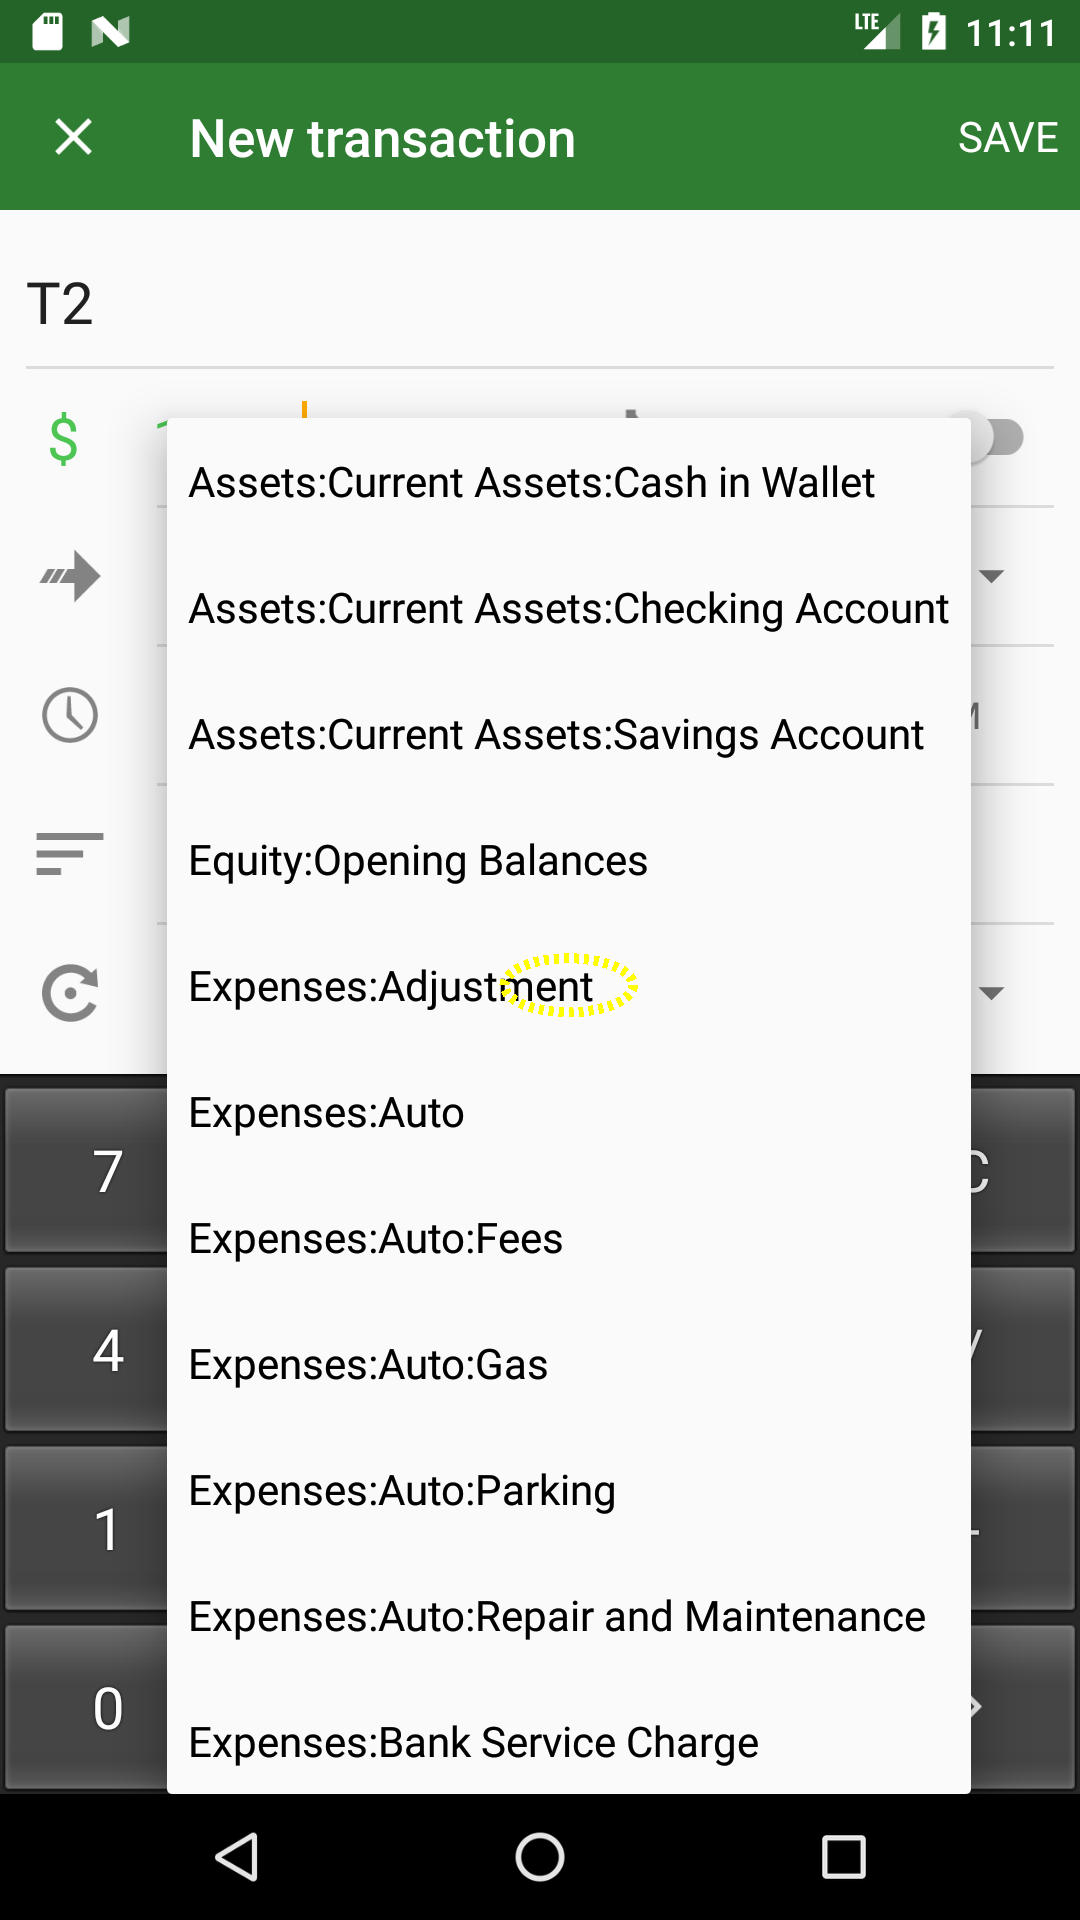 LTE 11:11
New transaction SAVE
T2
$
Assets:Current Assets:Cash in Wallet
Assets:Current Assets:Checking Account
Assets:Current Assets:Savings Account
Equity:Opening Balances
Expenses:Adjustment
Expenses:Auto
7
Expenses:Auto:Fees
4
Expenses:Auto:Gas
Expenses:Auto:Parking
1
Expenses:Auto:Repair and Maintenance
0
Expenses:Bank Service Charge